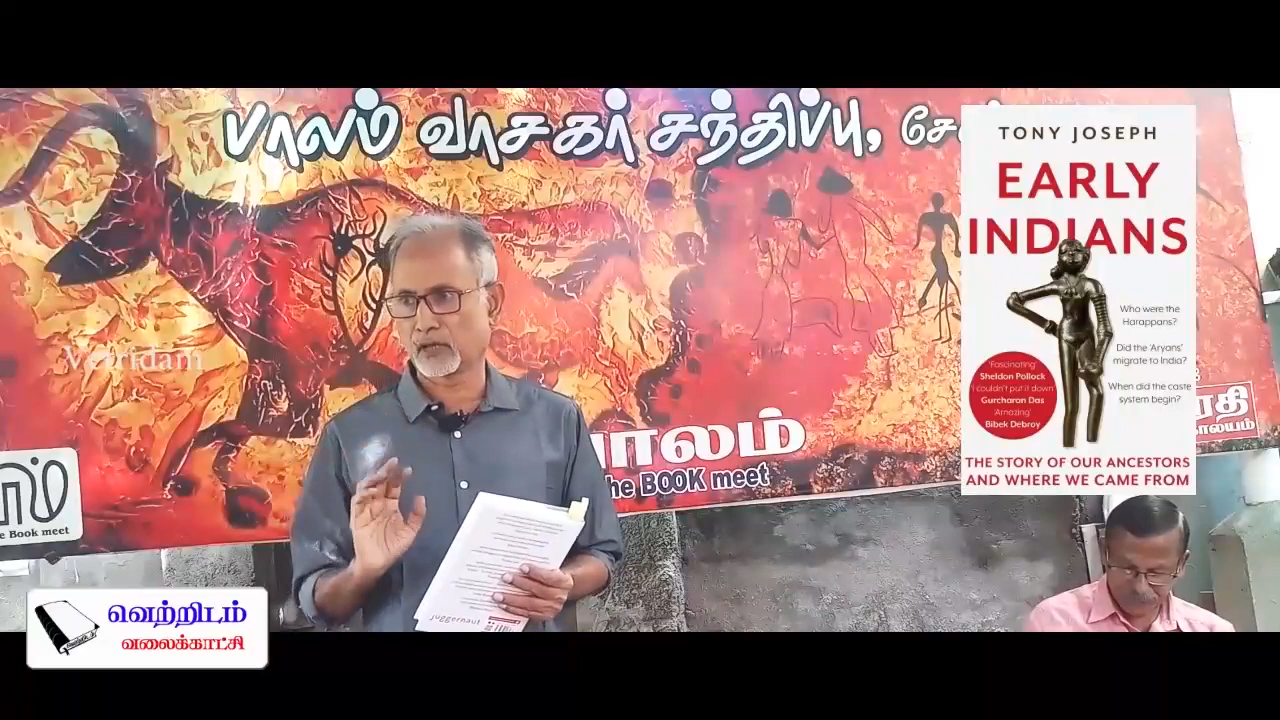 பாலம் வாசகர் சந்திப்பு,
TONY JOSEPH
EARLY
INDIANS
Who were the
Harappans?
Did the 'Aryans'
migrate to India?
When did the caste
system begin?
'Fascinating'
Sheldon Pollock
'I couldn't put it down'
Gurcharan Das
'Amazing'
Bibek Debroy
THE STORY OF OUR ANCESTORS
AND WHERE WE CAME FROM
Vetridam
பாலம்
the BOOK meet
Book meet
juggernaut
வெற்றிடம்
வலைக்காட்சி